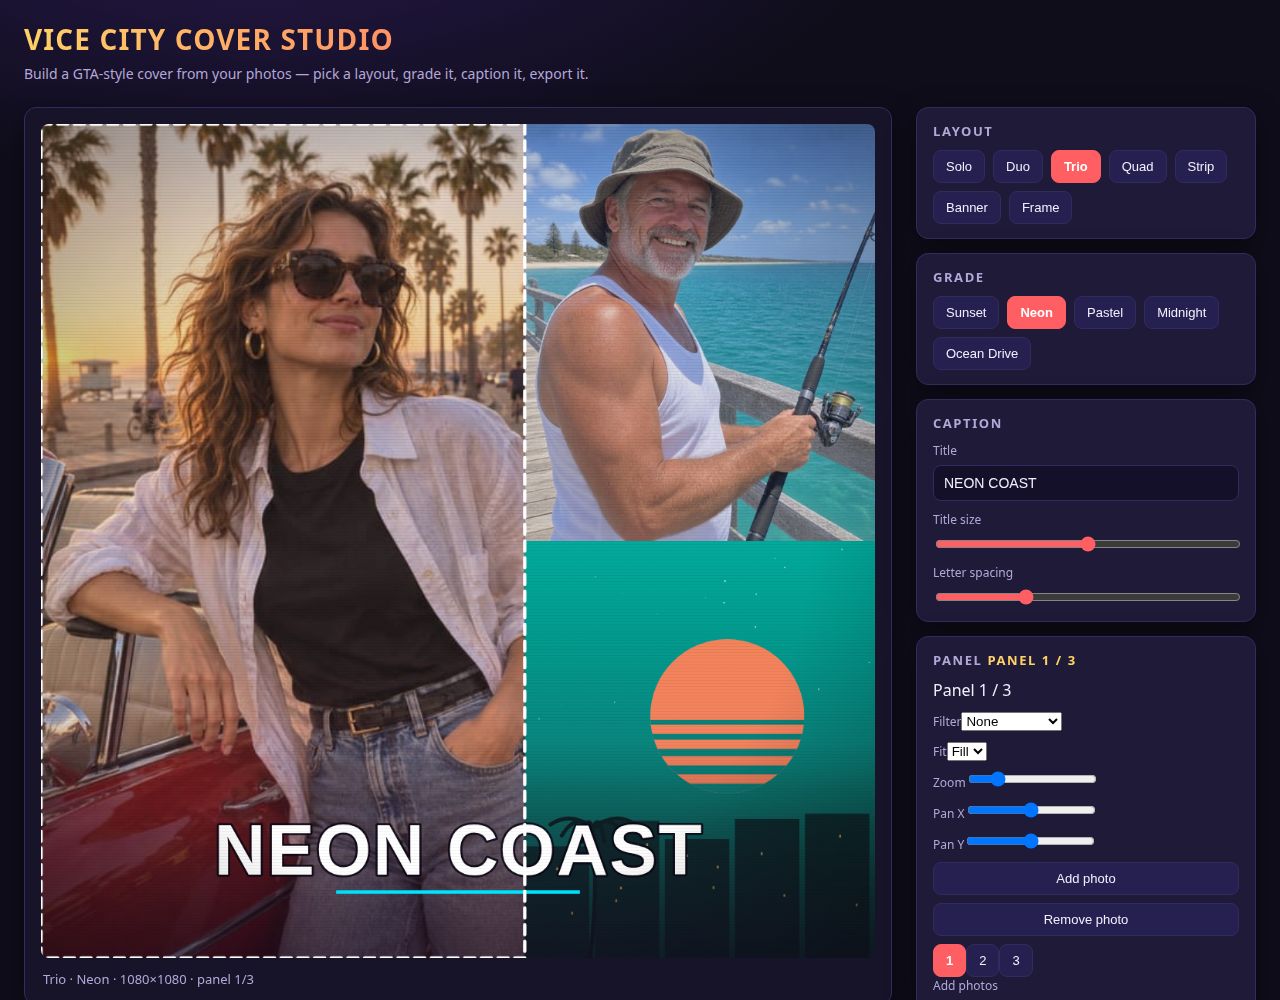 VICE CITY COVER STUDIO
Build a GTA-style cover from your photos — pick a layout, grade it, caption it, export it.
NEON COAST
Trio · Neon · 1080×1080 · panel 1/3
LAYOUT
Solo Duo Trio Quad Strip
Banner Frame
GRADE
Sunset Neon Pastel Midnight
Ocean Drive
CAPTION
Title
NEON COAST
Title size
Letter spacing
PANEL PANEL 1 / 3
Panel 1 / 3
Filter None
Fit Fill
Zoom
Pan X
Pan Y
Add photo
Remove photo
1 2 3
Add photos